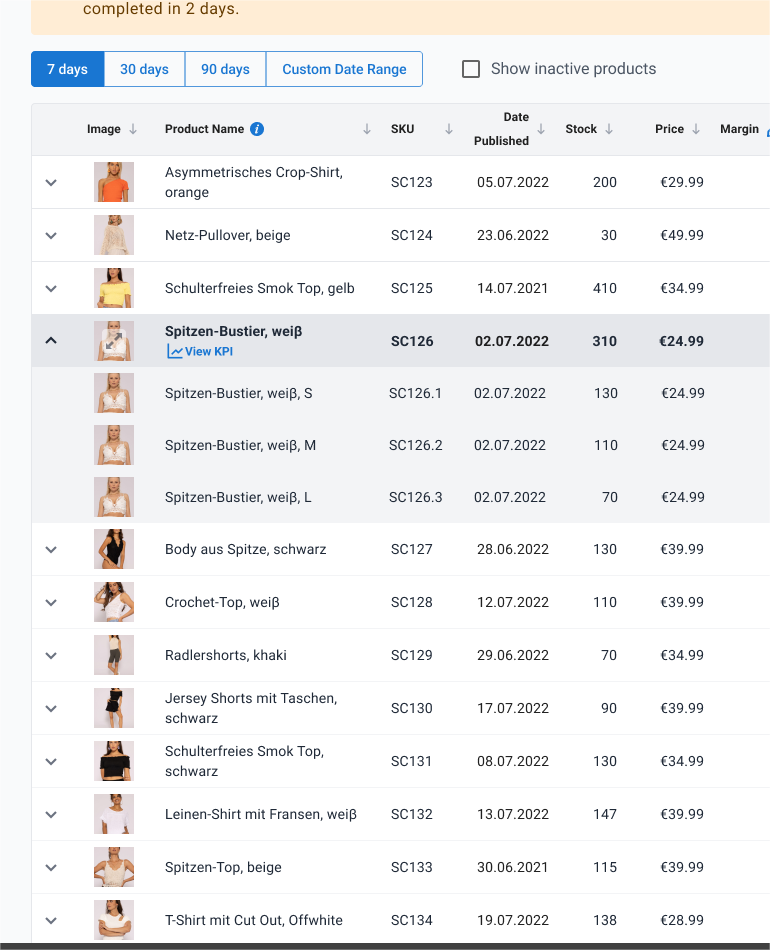 completed in 2 days.
7 days 30 days 90 days Custom Date Range Show inactive products
Image Product Name SKU Date Published Stock Price Margin
Asymmetrisches Crop-Shirt, orange SC123 05.07.2022 200 €29.99
Netz-Pullover, beige SC124 23.06.2022 30 €49.99
Schulterfreies Smok Top, gelb SC125 14.07.2021 410 €34.99
Spitzen-Bustier, weiβ SC126 02.07.2022 310 €24.99
View KPI
Spitzen-Bustier, weiβ, S SC126.1 02.07.2022 130 €24.99
Spitzen-Bustier, weiβ, M SC126.2 02.07.2022 110 €24.99
Spitzen-Bustier, weiβ, L SC126.3 02.07.2022 70 €24.99
Body aus Spitze, schwarz SC127 28.06.2022 130 €39.99
Crochet-Top, weiβ SC128 12.07.2022 110 €39.99
Radlershorts, khaki SC129 29.06.2022 70 €34.99
Jersey Shorts mit Taschen, schwarz SC130 17.07.2022 90 €39.99
Schulterfreies Smok Top, schwarz SC131 08.07.2022 130 €34.99
Leinen-Shirt mit Fransen, weiβ SC132 13.07.2022 147 €39.99
Spitzen-Top, beige SC133 30.06.2021 115 €39.99
T-Shirt mit Cut Out, Offwhite SC134 19.07.2022 138 €28.99